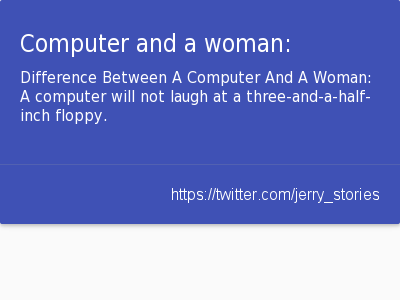 Computer and a woman:
Difference Between A Computer And A Woman:
A computer will not laugh at a three-and-a-half-
inch floppy.
https://twitter.com/jerry_stories